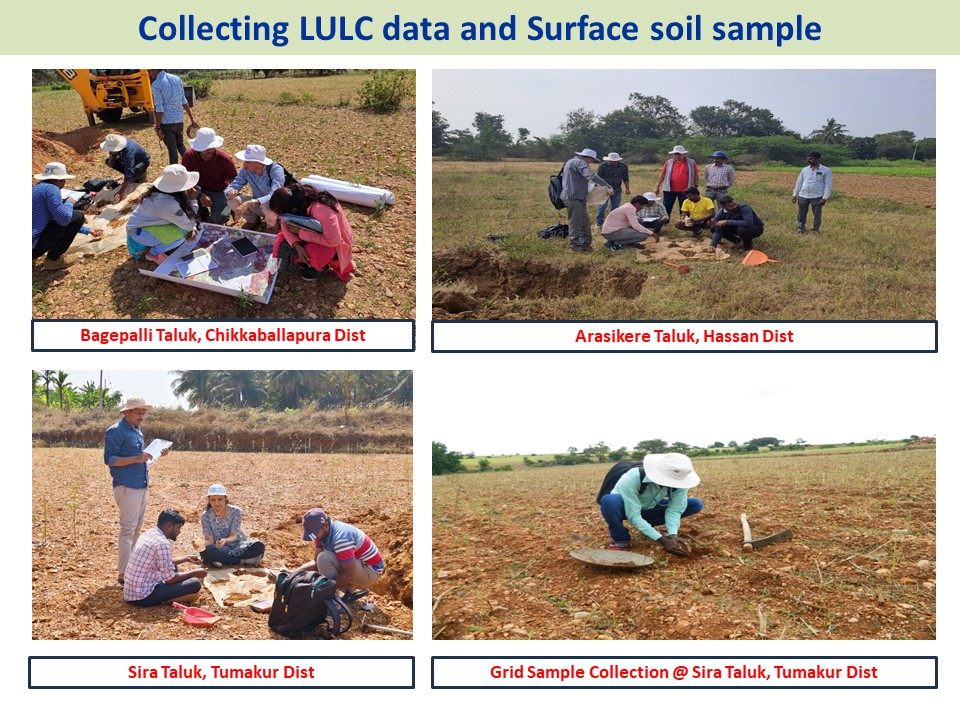 Collecting LULC data and Surface soil sample
Bagepalli Taluk, Chikkaballapura Dist
Arasikere Taluk, Hassan Dist
Sira Taluk, Tumakur Dist
Grid Sample Collection @ Sira Taluk, Tumakur Dist